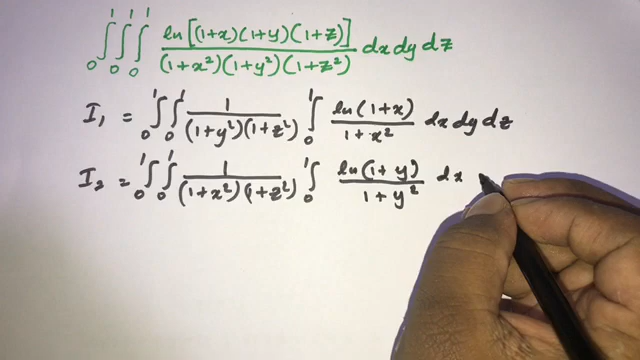 ∫₀¹∫₀¹∫₀¹ ln[(1+x)(1+y)(1+z)] / (1+x²)(1+y²)(1+z²) dx dy dz
I₁ = ∫₀¹∫₀¹ 1 / (1+y²)(1+z²) ∫₀¹ ln(1+x) / 1+x² dx dy dz
I₂ = ∫₀¹∫₀¹ 1 / (1+x²)(1+z²) ∫₀¹ ln(1+y) / 1+y² dx